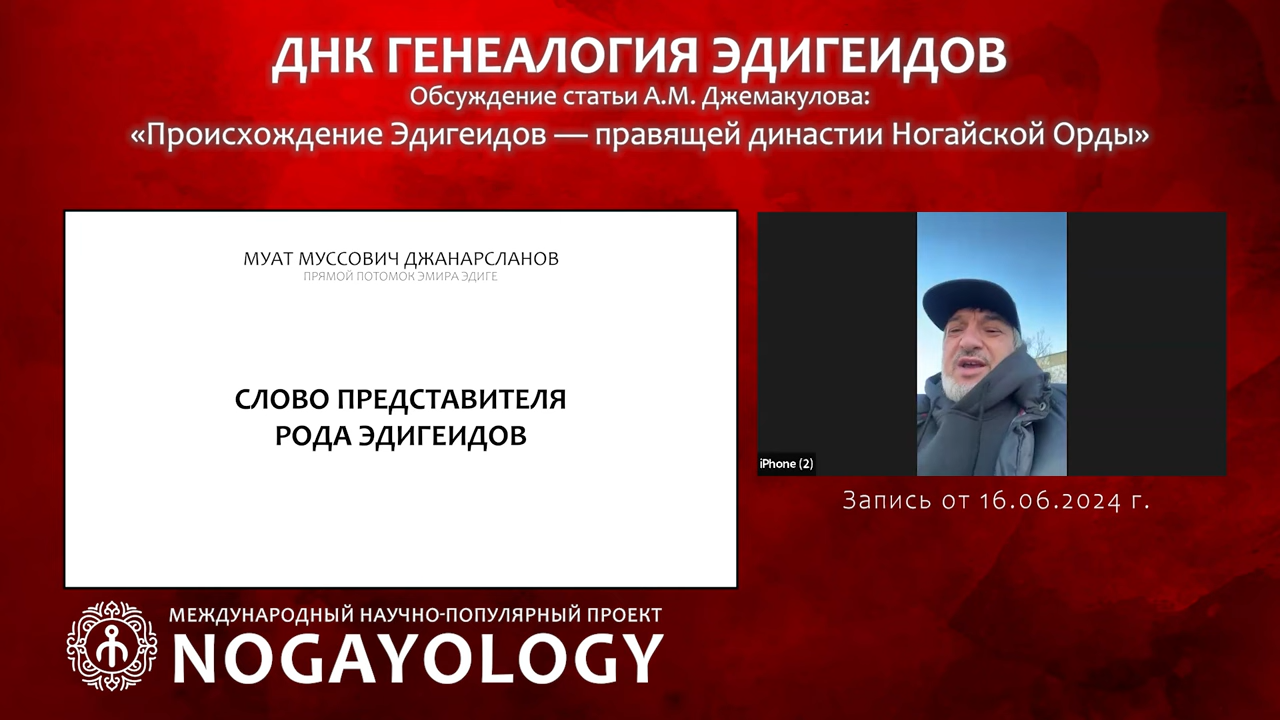 ДНК ГЕНЕАЛОГИЯ ЭДИГЕИДОВ
Обсуждение статьи А.М. Джемакулова:
«Происхождение Эдигеидов — правящей династии Ногайской Орды»
МУАТ МУССОВИЧ ДЖАНАРСЛАНОВ
ПРЯМОЙ ПОТОМОК ЭМИРА ЭДИГЕ
СЛОВО ПРЕДСТАВИТЕЛЯ
РОДА ЭДИГЕИДОВ
iPhone (2)
Запись от 16.06.2024 г.
МЕЖДУНАРОДНЫЙ НАУЧНО-ПОПУЛЯРНЫЙ ПРОЕКТ
NOGAYOLOGY